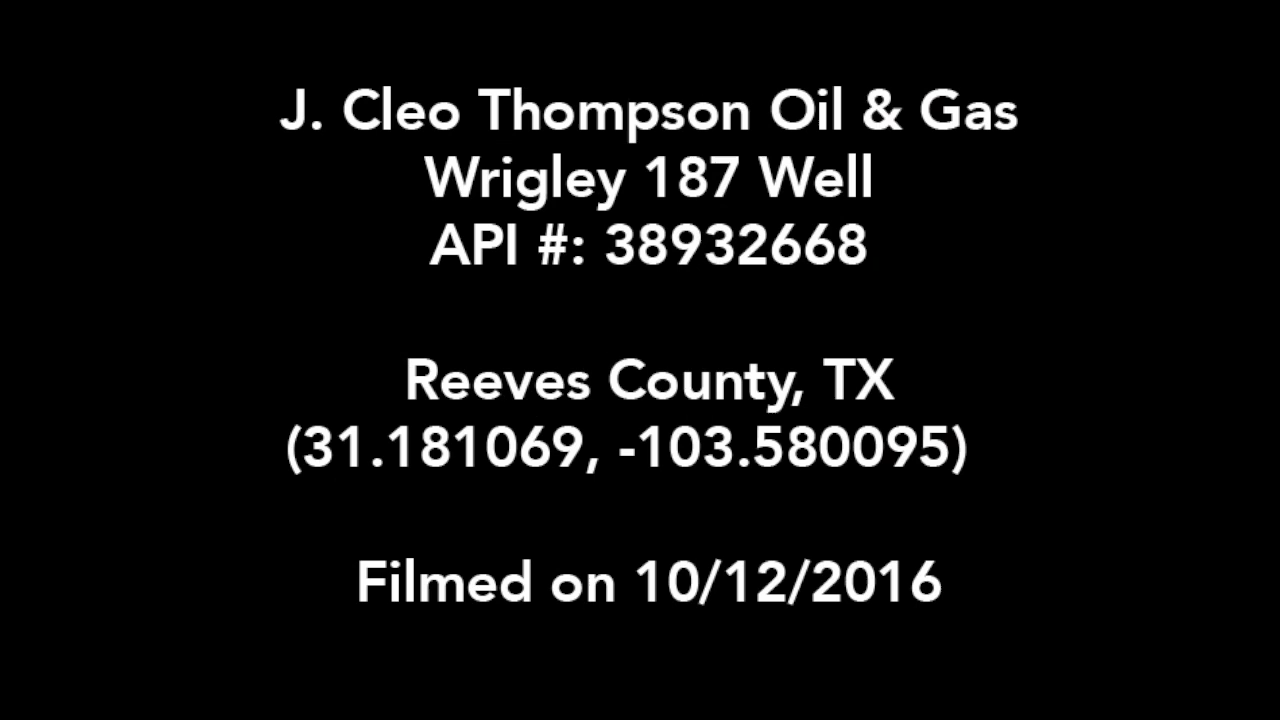 J. Cleo Thompson Oil & Gas
Wrigley 187 Well
API #: 38932668
Reeves County, TX
(31.181069, -103.580095)
Filmed on 10/12/2016